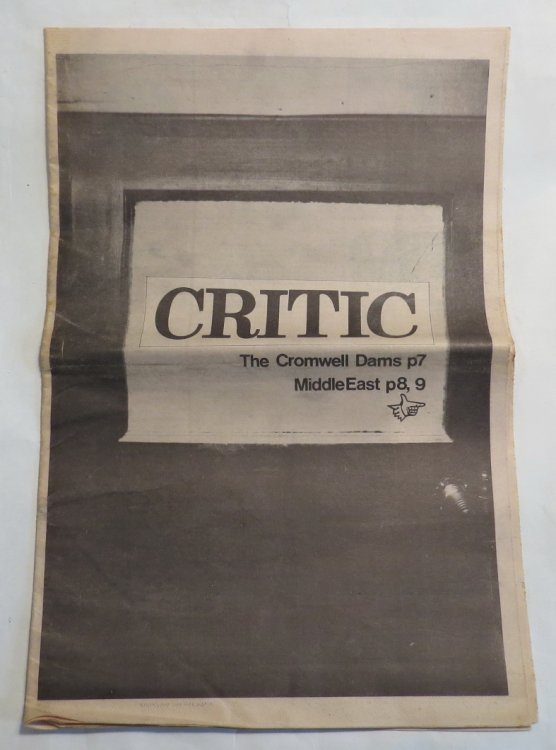 CRITIC
The Cromwell Dams p7
MiddleEast p8, 9